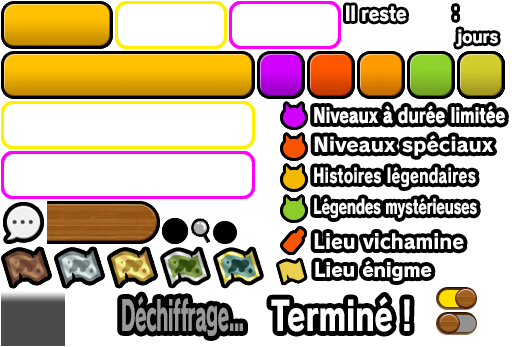 Il reste :
jours
Niveaux à durée limitée
Niveaux spéciaux
Histoires légendaires
Légendes mystérieuses
Lieu vichamine
Lieu énigme
Déchiffrage...
Terminé !